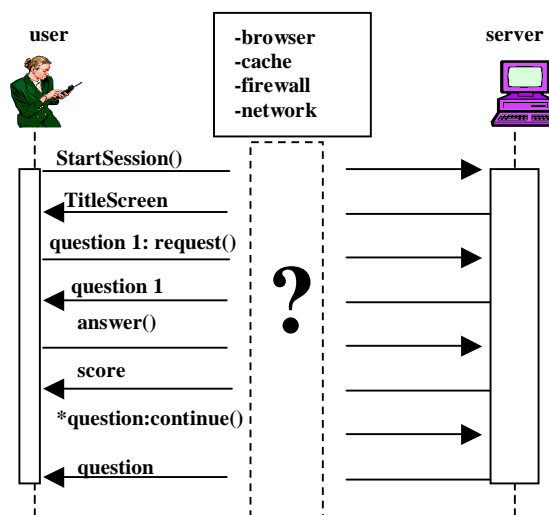 user
-browser
-cache
-firewall
-network
server
StartSession()
TitleScreen
question 1: request()
question 1
answer()
score
*question:continue()
question
?